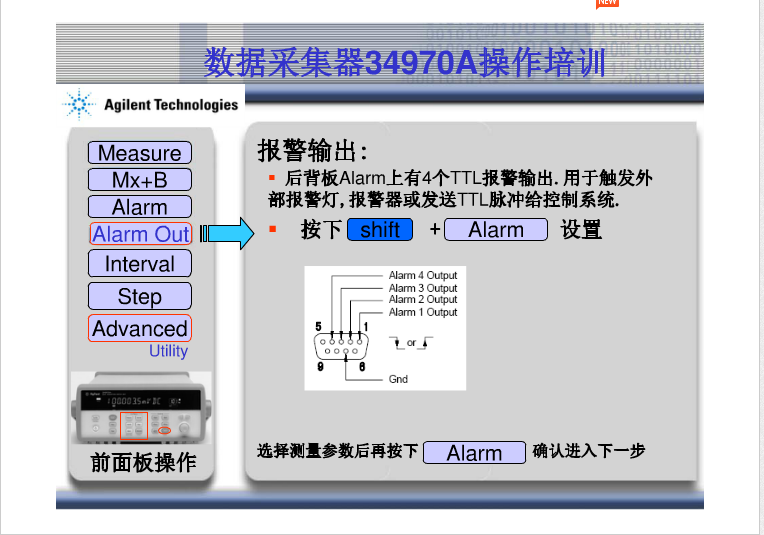 NEW
数据采集器34970A操作培训
Agilent Technologies
Measure
Mx+B
Alarm
Alarm Out
Interval
Step
Advanced
Utility
前面板操作
报警输出:
▪ 后背板Alarm上有4个TTL报警输出. 用于触发外
部报警灯, 报警器或发送TTL脉冲给控制系统.
▪ 按下 shift + Alarm 设置
Alarm 4 Output
Alarm 3 Output
Alarm 2 Output
Alarm 1 Output
5 1
or
9 6
Gnd
选择测量参数后再按下 Alarm 确认进入下一步